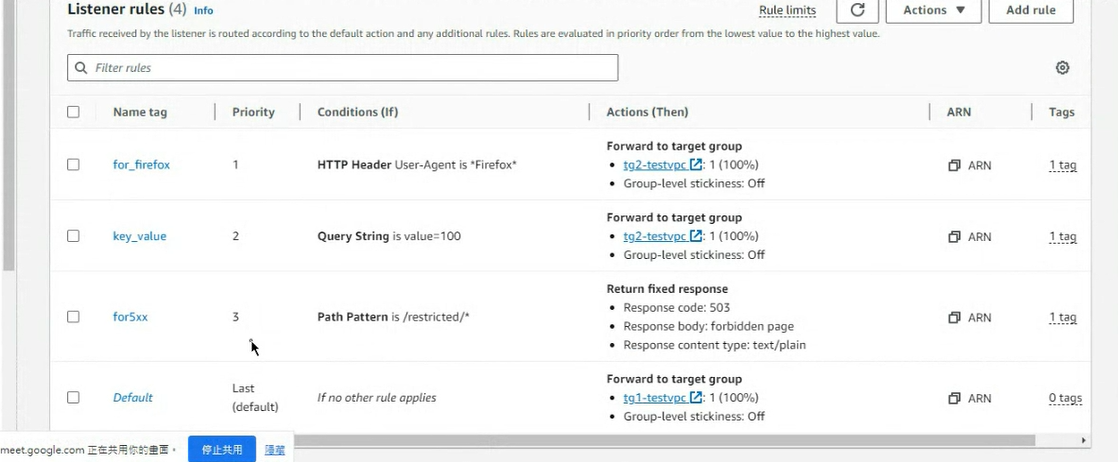 Listener rules (4) Info
Rule limits
Actions
Add rule
Traffic received by the listener is routed according to the default action and any additional rules. Rules are evaluated in priority order from the lowest value to the highest value.
Filter rules
Name tag Priority Conditions (If) Actions (Then) ARN Tags
for_firefox 1 HTTP Header User-Agent is *Firefox* Forward to target group
• tg2-testvpc: 1 (100%)
• Group-level stickiness: Off
ARN 1 tag
key_value 2 Query String is value=100 Forward to target group
• tg2-testvpc: 1 (100%)
• Group-level stickiness: Off
ARN 1 tag
for5xx 3 Path Pattern is /restricted/* Return fixed response
• Response code: 503
• Response body: forbidden page
• Response content type: text/plain
ARN 1 tag
Default Last (default) If no other rule applies Forward to target group
• tg1-testvpc: 1 (100%)
• Group-level stickiness: Off
ARN 0 tags
meet.google.com 正在共用你的畫面。 停止共用 隱藏